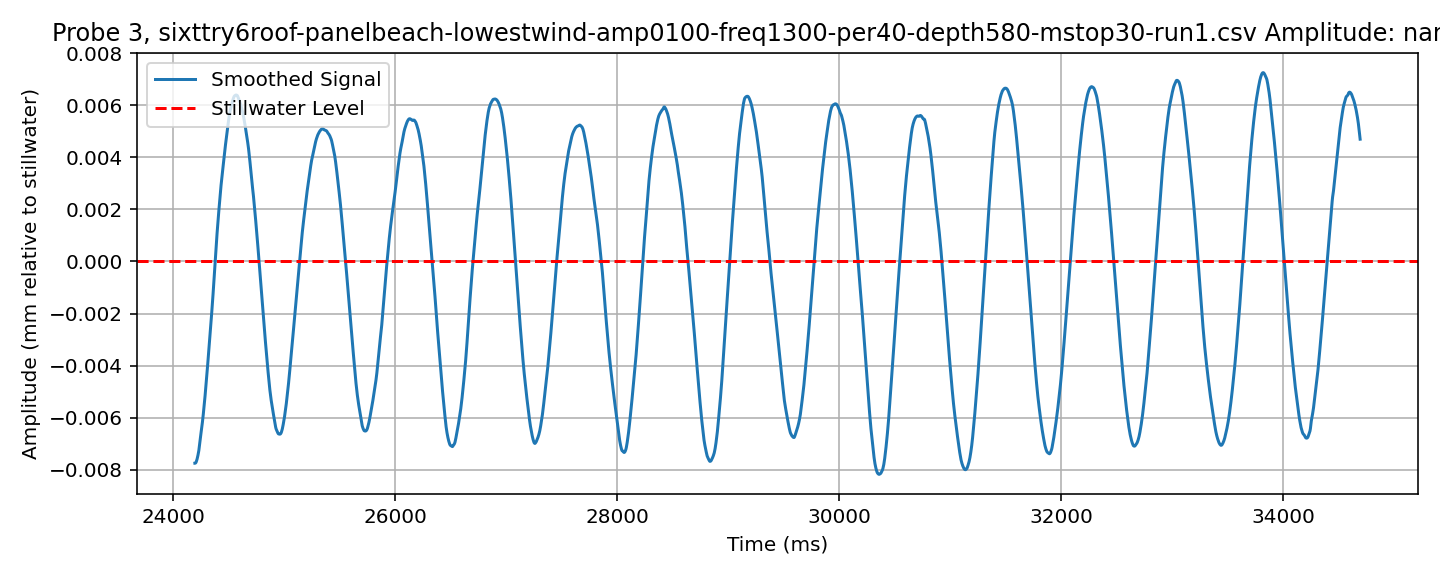 Probe 3, sixttry6roof-panelbeach-lowestwind-amp0100-freq1300-per40-depth580-mstop30-run1.csv Amplitude: nan
Smoothed Signal
Stillwater Level
Amplitude (mm relative to stillwater)
0.008
0.006
0.004
0.002
0.000
−0.002
−0.004
−0.006
−0.008
24000 26000 28000 30000 32000 34000
Time (ms)